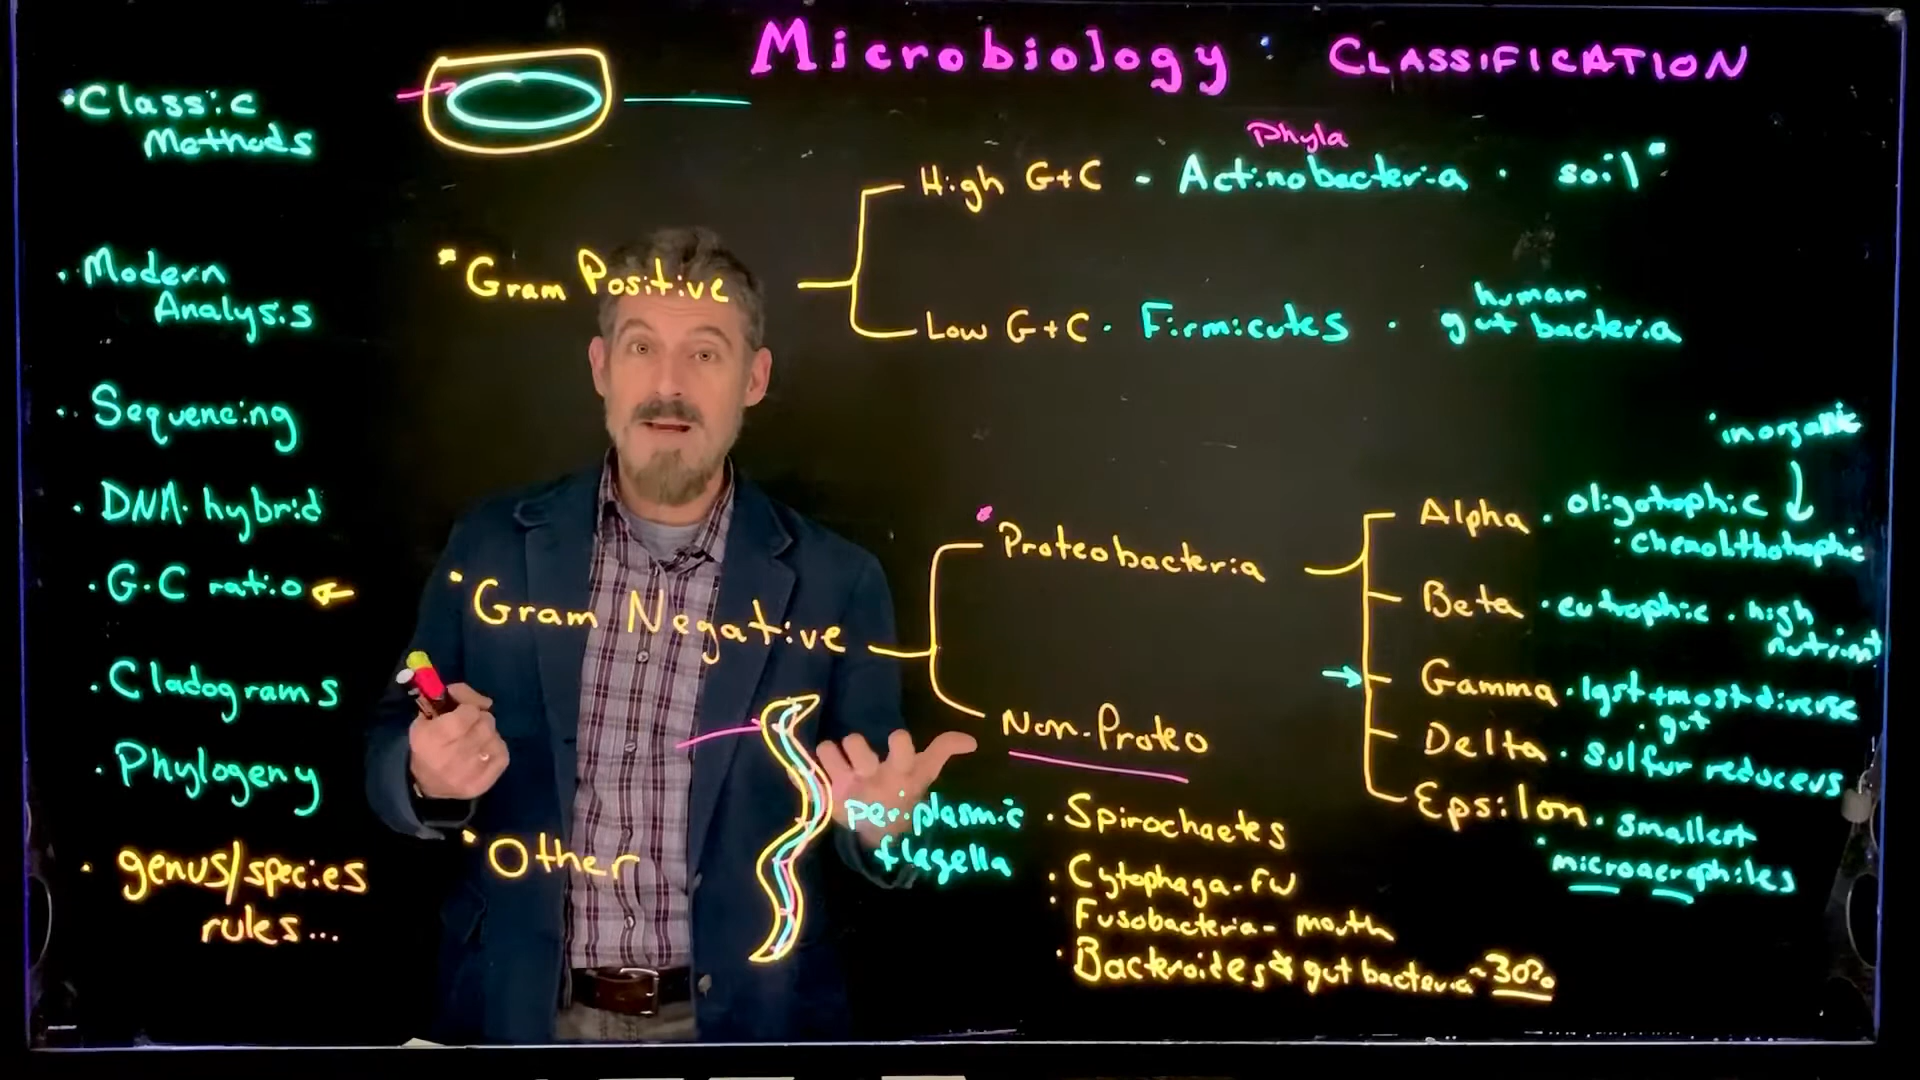 Microbiology : CLASSIFICATION
• Classic
Methods
• Modern
Analysis
• Sequencing
• DNA · hybrid
• G·C ratio ←
• Cladograms
• Phylogeny
• genus/species
rules...
• Gram Positive
High G+C - Actinobacteria · soil
Phyla
Low G+C · Firmicutes · gut bacteria
human
• Gram Negative
Proteobacteria
Alpha · oligotrophic
• inorganic
↓
• chemolithotrophic
Beta · eutrophic · high
nutrient
→ Gamma · lgst + most diverse
• gut
Delta · sulfur reducers
Epsilon · smallest
• microaerophiles
Non-Proteo
periplasmic
flagella
• Spirochaetes
• Cytophaga - FW
• Fusobacteria - mouth
• Bacteroides * gut bacteria ~30%
• Other